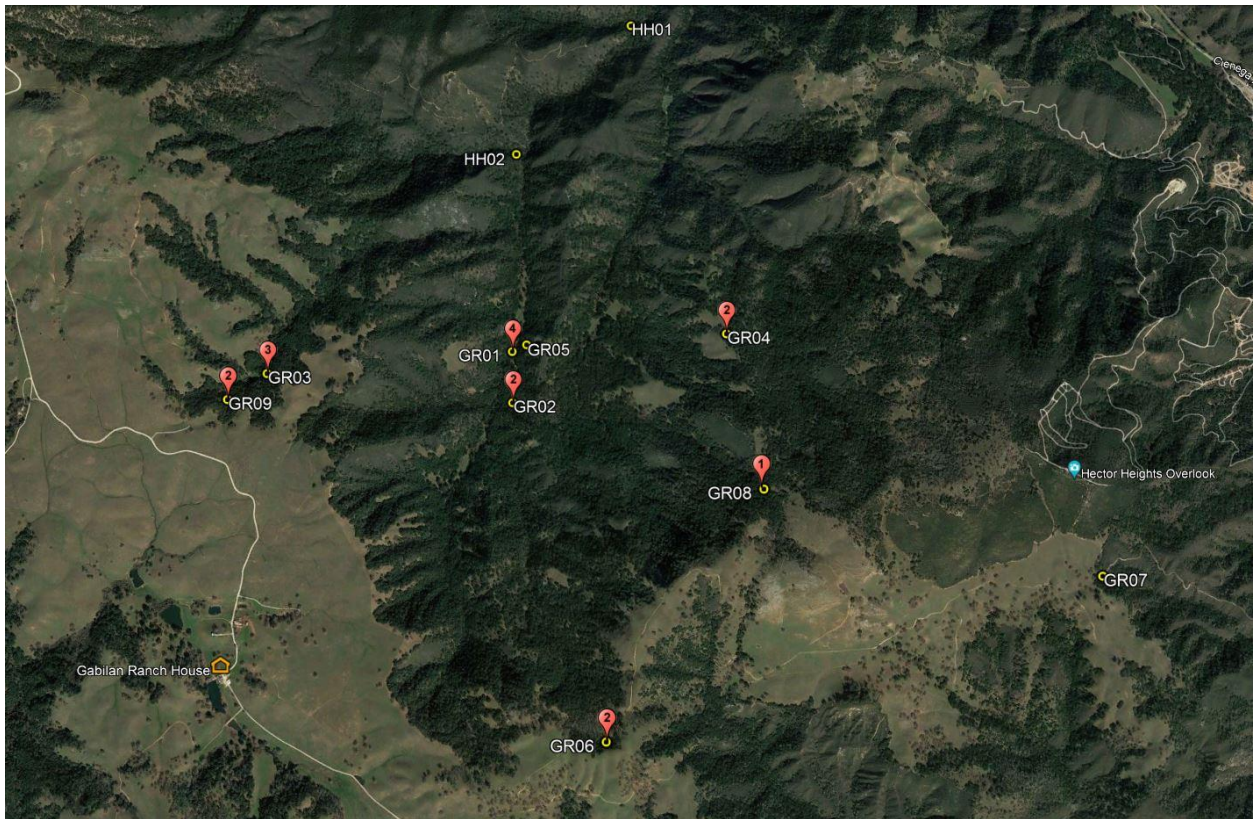 HH01
Cienega
HH02
2
GR04
4
GR01
GR05
3
GR03
2
GR09
2
GR02
1
GR08
Hector Heights Overlook
GR07
Gabilan Ranch House
2
GR06